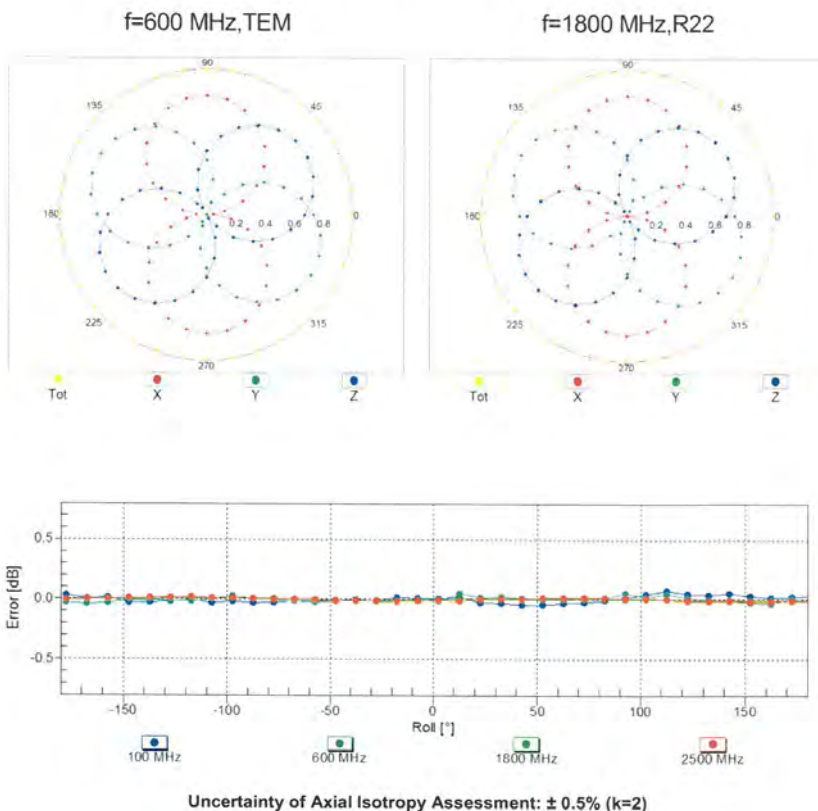 f=600 MHz,TEM
f=1800 MHz,R22
90
135
45
180
0
0.2 0.4 0.6 0.8
225
315
270
Tot X Y Z
90
135
45
180
0
0.2 0.4 0.6 0.8
225
315
270
Tot X Y Z
Error [dB]
0.5
0.0
-0.5
-150 -100 -50 0 50 100 150
Roll [°]
100 MHz 600 MHz 1800 MHz 2500 MHz
Uncertainty of Axial Isotropy Assessment: ± 0.5% (k=2)